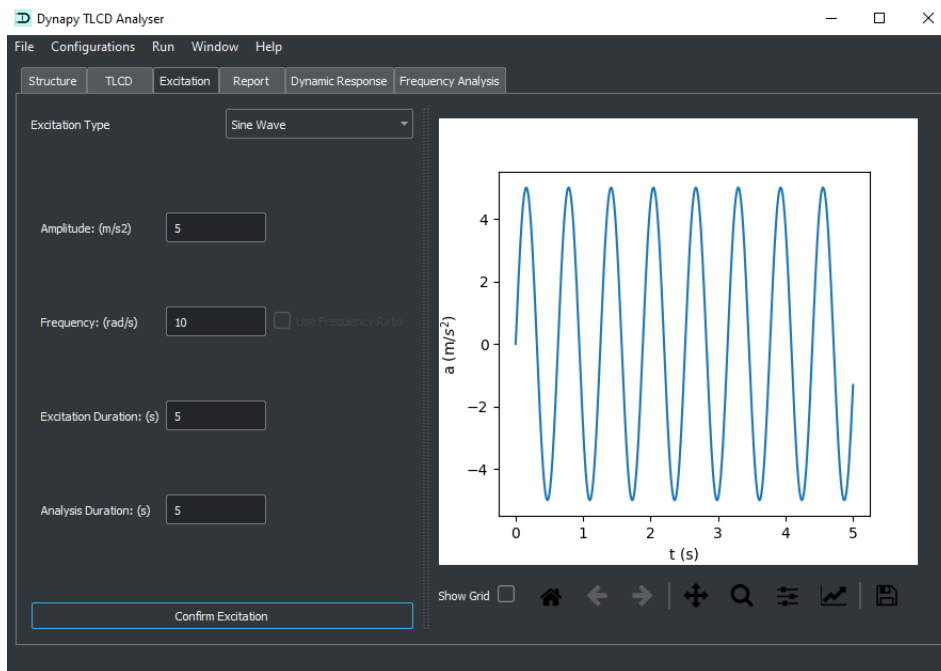 Dynapy TLCD Analyser
File Configurations Run Window Help
Structure TLCD Excitation Report Dynamic Response Frequency Analysis
Excitation Type Sine Wave
Amplitude: (m/s2) 5
Frequency: (rad/s) 10 Use Frequency Ratio
Excitation Duration: (s) 5
Analysis Duration: (s) 5
Confirm Excitation
a (m/s²)
4
2
0
−2
−4
0 1 2 3 4 5
t (s)
Show Grid